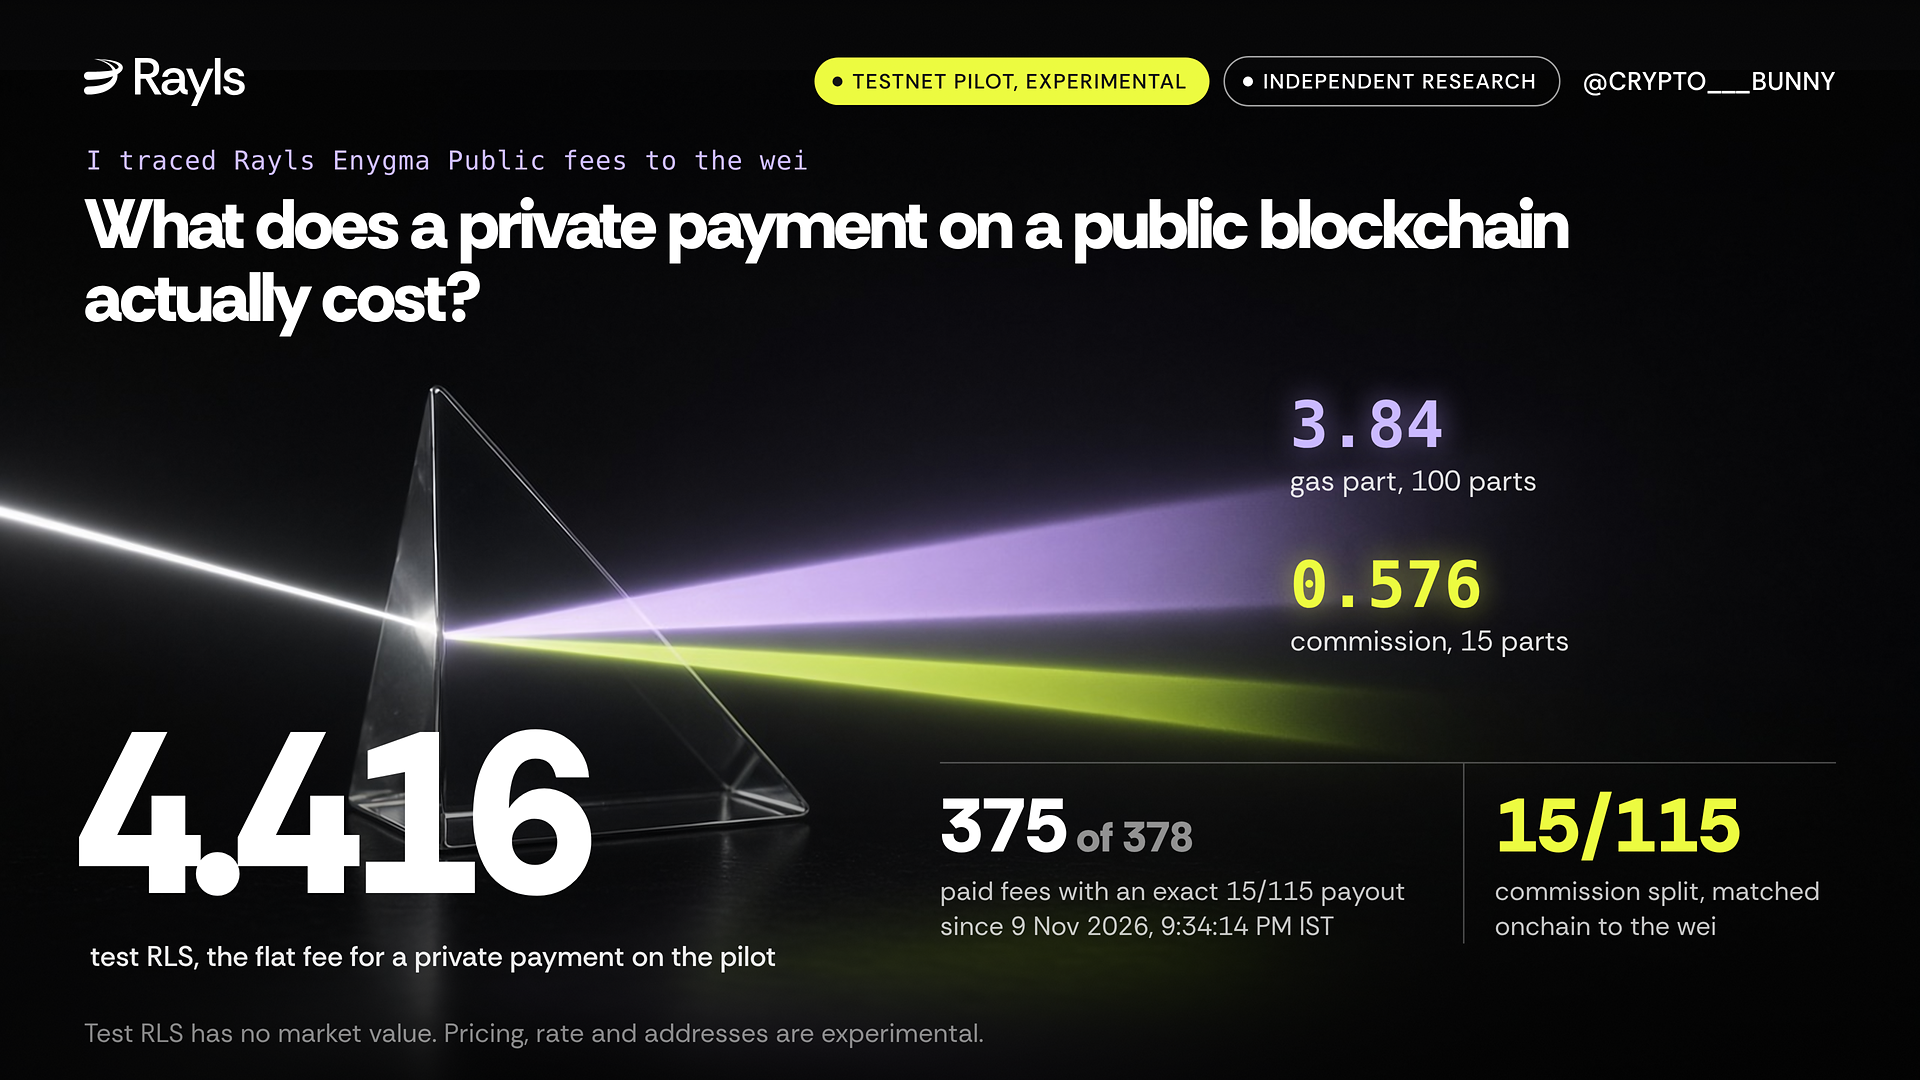 Rayls
TESTNET PILOT, EXPERIMENTAL
INDEPENDENT RESEARCH
@CRYPTO___BUNNY
I traced Rayls Enygma Public fees to the wei
What does a private payment on a public blockchain
actually cost?
3.84
gas part, 100 parts
0.576
commission, 15 parts
4.416
test RLS, the flat fee for a private payment on the pilot
375 of 378
paid fees with an exact 15/115 payout
since 9 Nov 2026, 9:34:14 PM IST
15/115
commission split, matched
onchain to the wei
Test RLS has no market value. Pricing, rate and addresses are experimental.